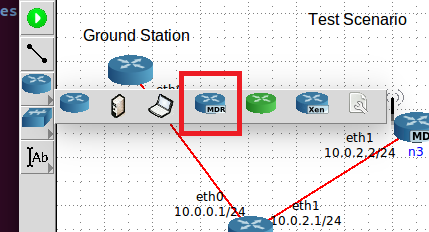 es
Test Scenario
Ground Station
MDR
Xen
eth1
10.0.2.2/24
MD
n3
eth0
10.0.0.1/24
eth1
10.0.2.1/24
Ab